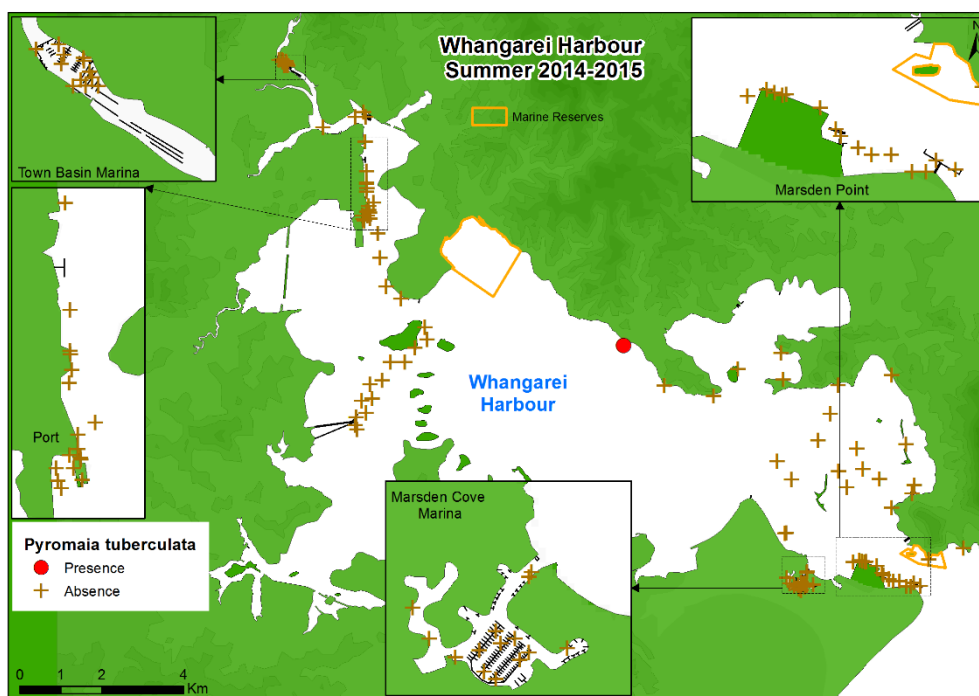 Whangarei Harbour
Summer 2014-2015
Marine Reserves
N
Town Basin Marina
Marsden Point
Port
Whangarei
Harbour
Marsden Cove
Marina
Pyromaia tuberculata
Presence
Absence
0 1 2 4
Km